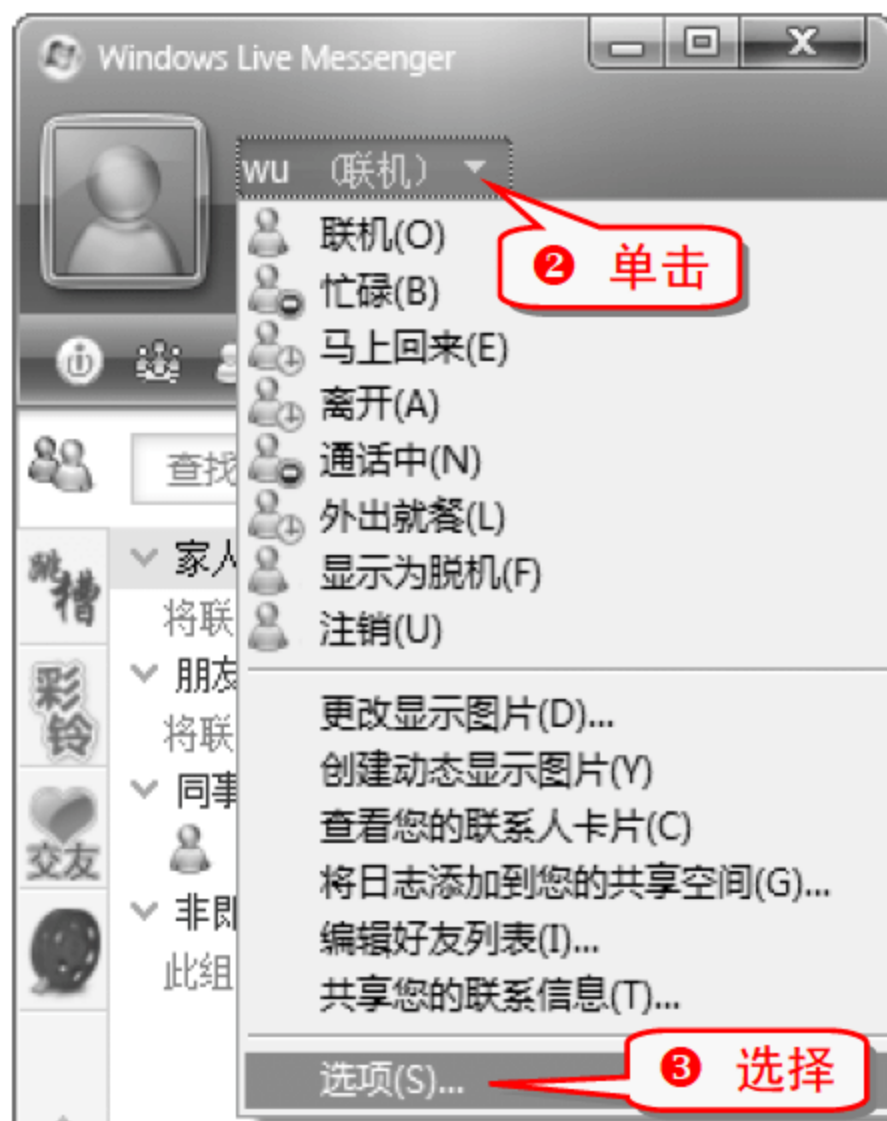 Windows Live Messenger
wu （联机）
❷ 单击
联机(O)
忙碌(B)
马上回来(E)
离开(A)
通话中(N)
外出就餐(L)
显示为脱机(F)
注销(U)
更改显示图片(D)...
创建动态显示图片(Y)
查看您的联系人卡片(C)
将日志添加到您的共享空间(G)...
编辑好友列表(I)...
共享您的联系信息(T)...
选项(S)...
❸ 选择
查找
跳槽
彩铃
交友
家人
将联
朋友
将联
同事
非即
此组